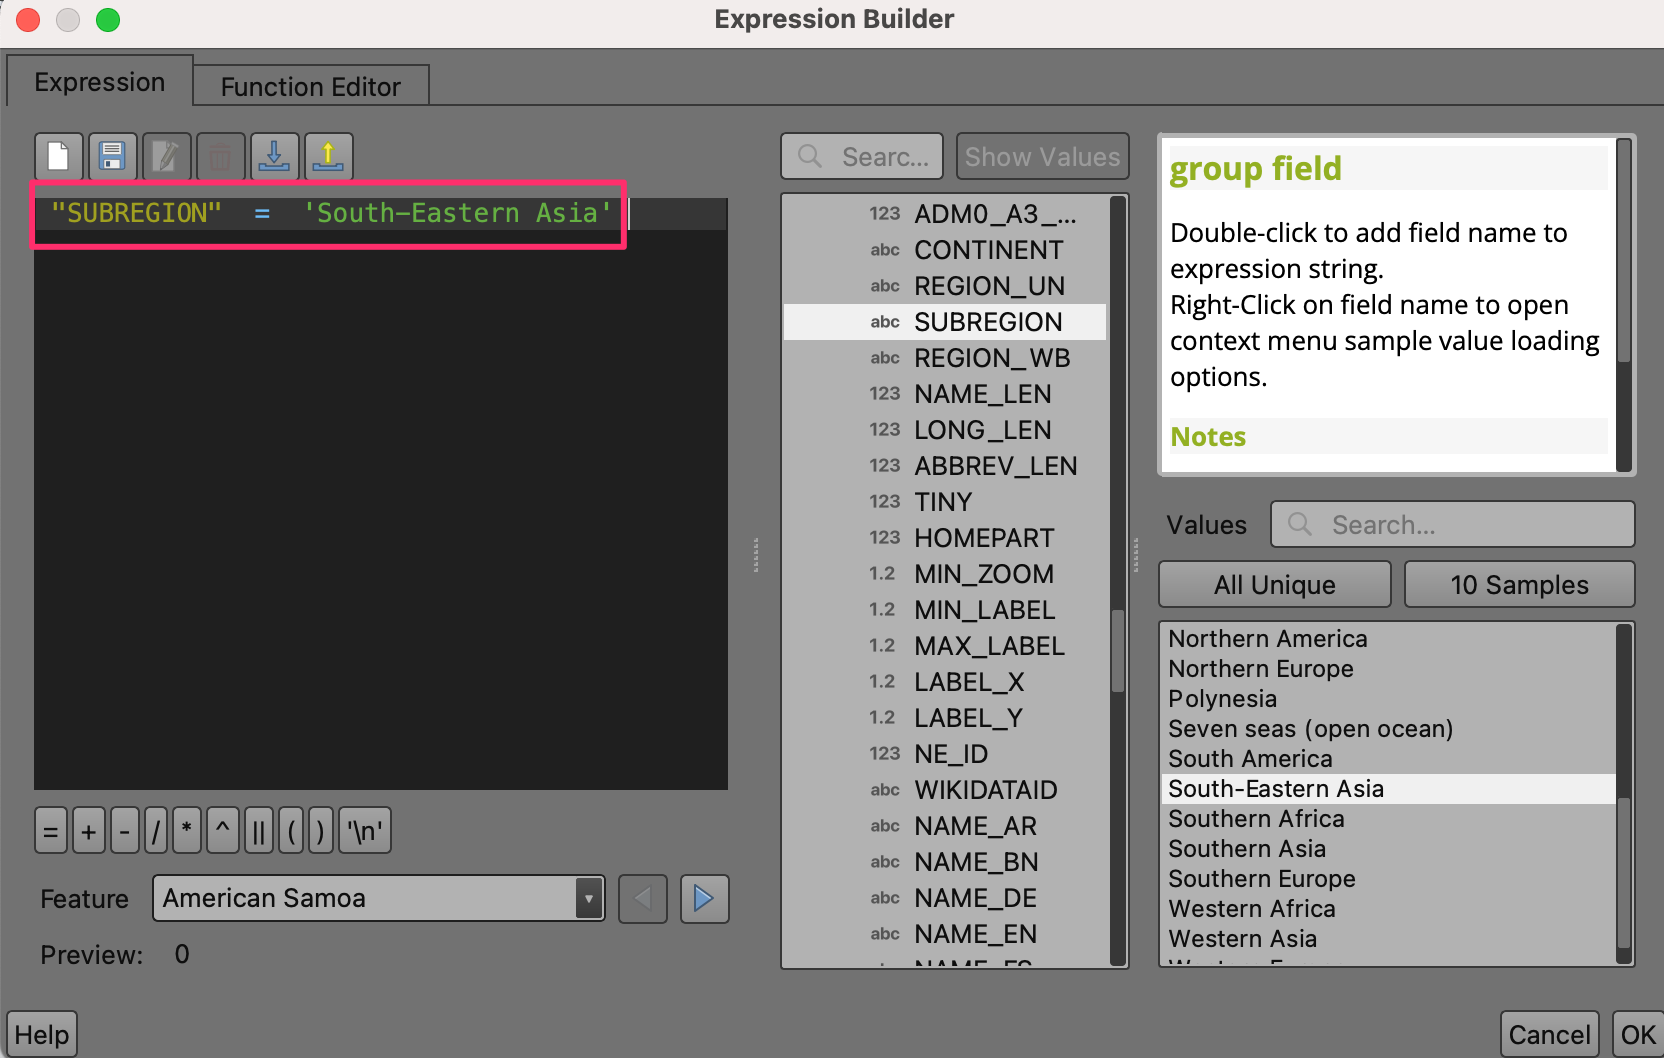 Expression Builder
Expression
Function Editor
"SUBREGION" = 'South-Eastern Asia'
= + - / * ^ || ( ) '\n'
Feature American Samoa
Preview: 0
Searc... Show Values
123 ADM0_A3_...
abc CONTINENT
abc REGION_UN
abc SUBREGION
abc REGION_WB
123 NAME_LEN
123 LONG_LEN
123 ABBREV_LEN
123 TINY
123 HOMEPART
1.2 MIN_ZOOM
1.2 MIN_LABEL
1.2 MAX_LABEL
1.2 LABEL_X
1.2 LABEL_Y
123 NE_ID
abc WIKIDATAID
abc NAME_AR
abc NAME_BN
abc NAME_DE
abc NAME_EN
group field
Double-click to add field name to
expression string.
Right-Click on field name to open
context menu sample value loading
options.
Notes
Values Search...
All Unique 10 Samples
Northern America
Northern Europe
Polynesia
Seven seas (open ocean)
South America
South-Eastern Asia
Southern Africa
Southern Asia
Southern Europe
Western Africa
Western Asia
Help
Cancel OK